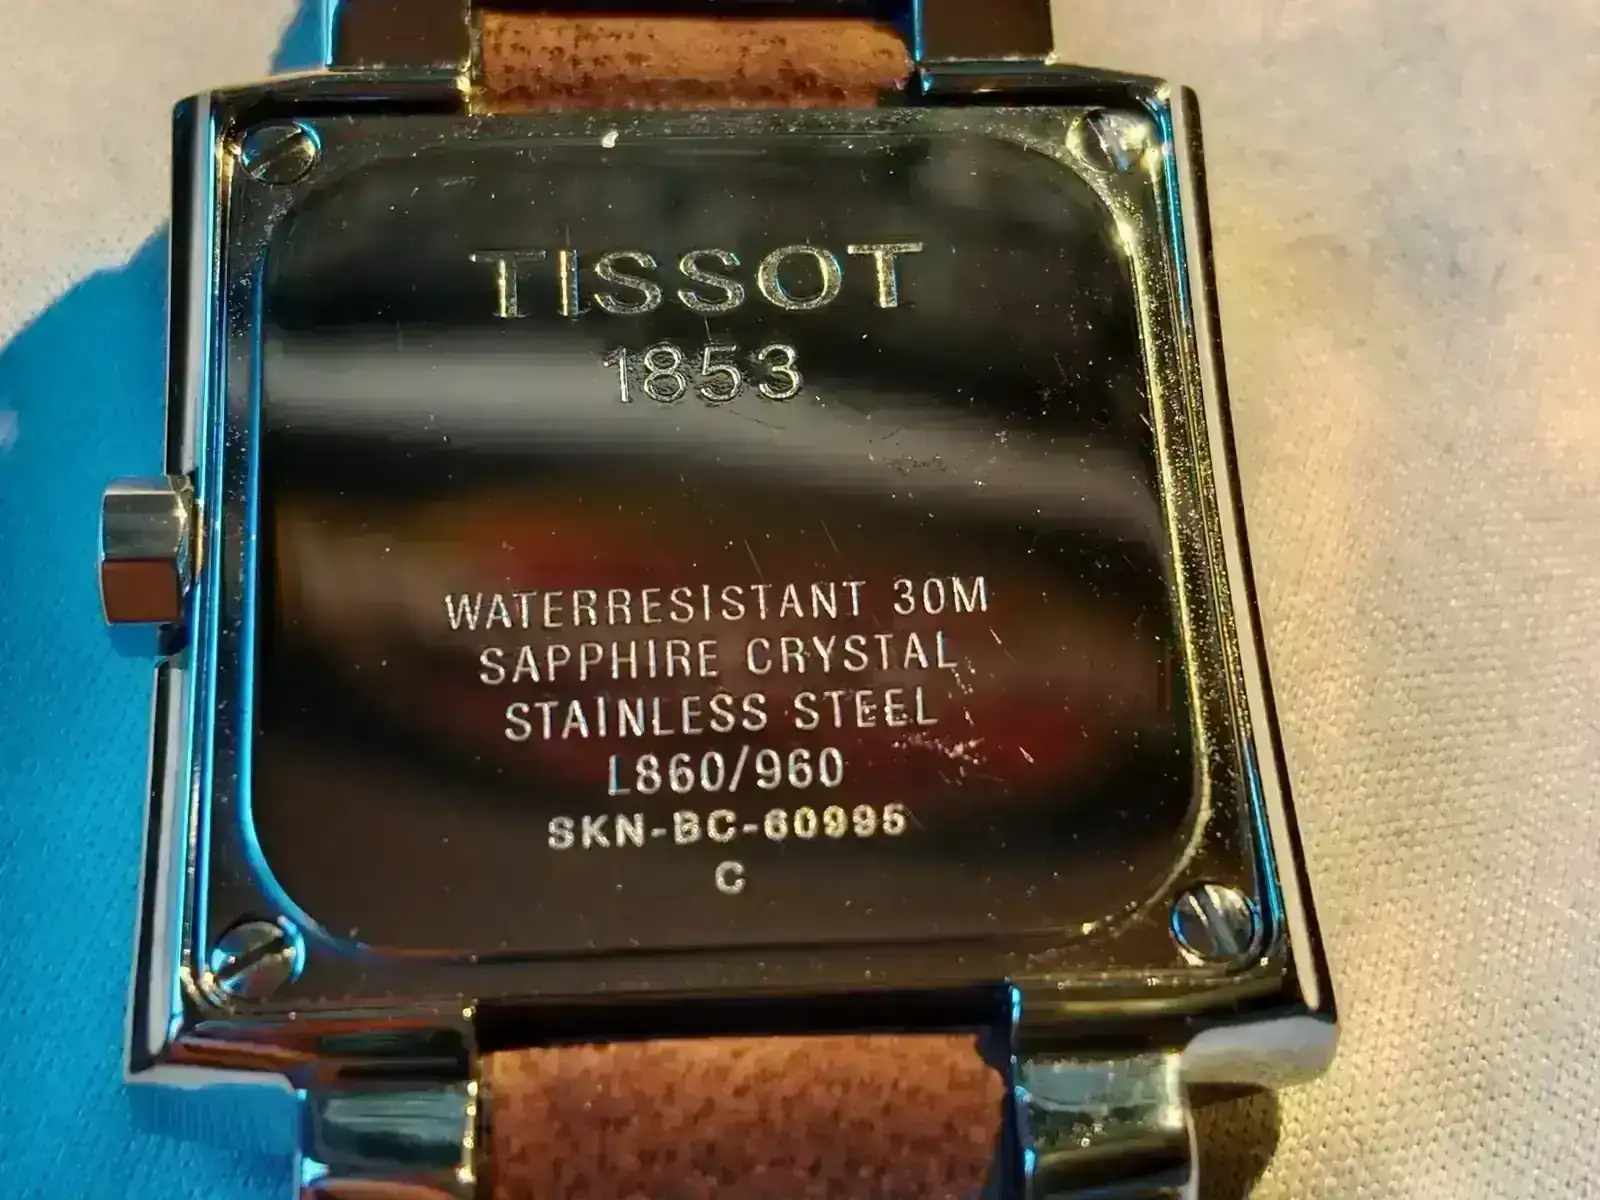 TISSOT
1853
WATERRESISTANT 30M
SAPPHIRE CRYSTAL
STAINLESS STEEL
L860/960
SKN-BC-60995
C